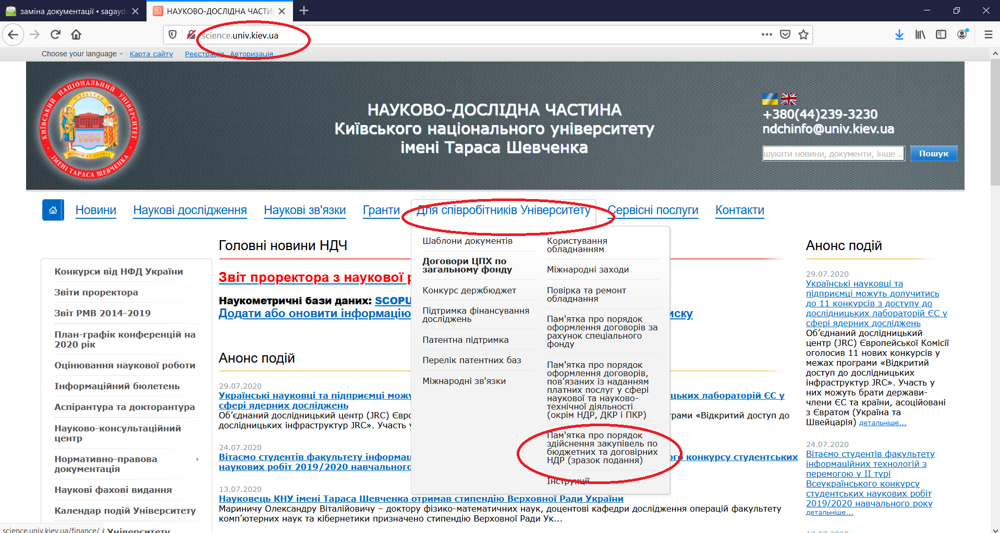 заміна документації • sagayda
НАУКОВО-ДОСЛІДНА ЧАСТИН
science.univ.kiev.ua
Choose your language
Карта сайту
Реєстрація
Авторизація
КИЇВСЬКИЙ НАЦІОНАЛЬНИЙ УНІВЕРСИТЕТ
ІМЕНІ ТАРАСА ШЕВЧЕНКА
UTILITAS
1834
HONOR ET GLORIA
НАУКОВО-ДОСЛІДНА ЧАСТИНА
Київського національного університету
імені Тараса Шевченка
+380(44)239-3230
ndchinfo@univ.kiev.ua
шукати новини, документи, інше ..
Пошук
Новини
Наукові дослідження
Наукові зв'язки
Гранти
Для співробітників Університету
Сервісні послуги
Контакти
Конкурси від НФД України
Звіти проректора
Звіт РМВ 2014-2019
План-графік конференцій на
2020 рік
Оцінювання наукової роботи
Інформаційний бюлетень
Аспірантура та докторантура
Науково-консультаційний
центр
Нормативно-правова
документація
Наукові фахові видання
Календар подій Університету
і Університету
science.univ.kiev.ua/finance/
Головні новини НДЧ
Звіт проректора з наукової р
Наукометричні бази даних: SCOPU
Додати або оновити інформацію
иску
Анонс подій
29.07.2020
Українські науковці та підприємці можу
цьких лабораторій ЄС у
сфері ядерних досліджень
Об’єднаний дослідницький центр (JRC) Євро
рами «Відкритий доступ до
дослідницьких інфраструктур JRC». Участь у
24.07.2020
Вітаємо студентів факультету інформац
го конкурсу студентських
наукових робіт 2019/2020 навчального
13.07.2020
Науковець КНУ імені Тараса Шевченка отримав стипендію Верховної Ради України
Мариничу Олександру Віталійовичу – доктору фізико-математичних наук, доцентові кафедри дослідження операцій факультету
комп’ютерних наук та кібернетики призначено стипендію Верховної Ради Ук...
Шаблони документів
Договори ЦПХ по
загальному фонду
Конкурс держбюджет
Підтримка фінансування
досліджень
Патентна підтримка
Перелік патентних баз
Міжнародні зв'язки
Користування
обладнанням
Міжнародні заходи
Повірка та ремонт
обладнання
Пам'ятка про порядок
оформлення договорів за
рахунок спеціального
фонду
Пам'ятка про порядок
оформлення договорів,
пов’язаних із наданням
платних послуг у сфері
наукової та науково-
технічної діяльності
(окрім НДР, ДКР і ПКР)
Пам'ятка про порядок
здійснення закупівель по
бюджетних та договірних
НДР (зразок подання)
Інструкції
Анонс подій
29.07.2020
Українські науковці та
підприємці можуть долучитись
до 11 конкурсів з доступу до
дослідницьких лабораторій ЄС у
сфері ядерних досліджень
Об’єднаний дослідницький
центр (JRC) Європейської Комісії
оголосив 11 нових конкурсів у
межах програми «Відкритий
доступ до дослідницьких
інфраструктур JRC». Участь у
них можуть брати держави-
члени ЄС та країни, асоційовані
з Євратом (Україна та
Швейцарія) детальніше...
24.07.2020
Вітаємо студентів факультету
інформаційних технологій з
перемогою у II турі
Всеукраїнського конкурсу
студентських наукових робіт
2019/2020 навчального року
детальніше...